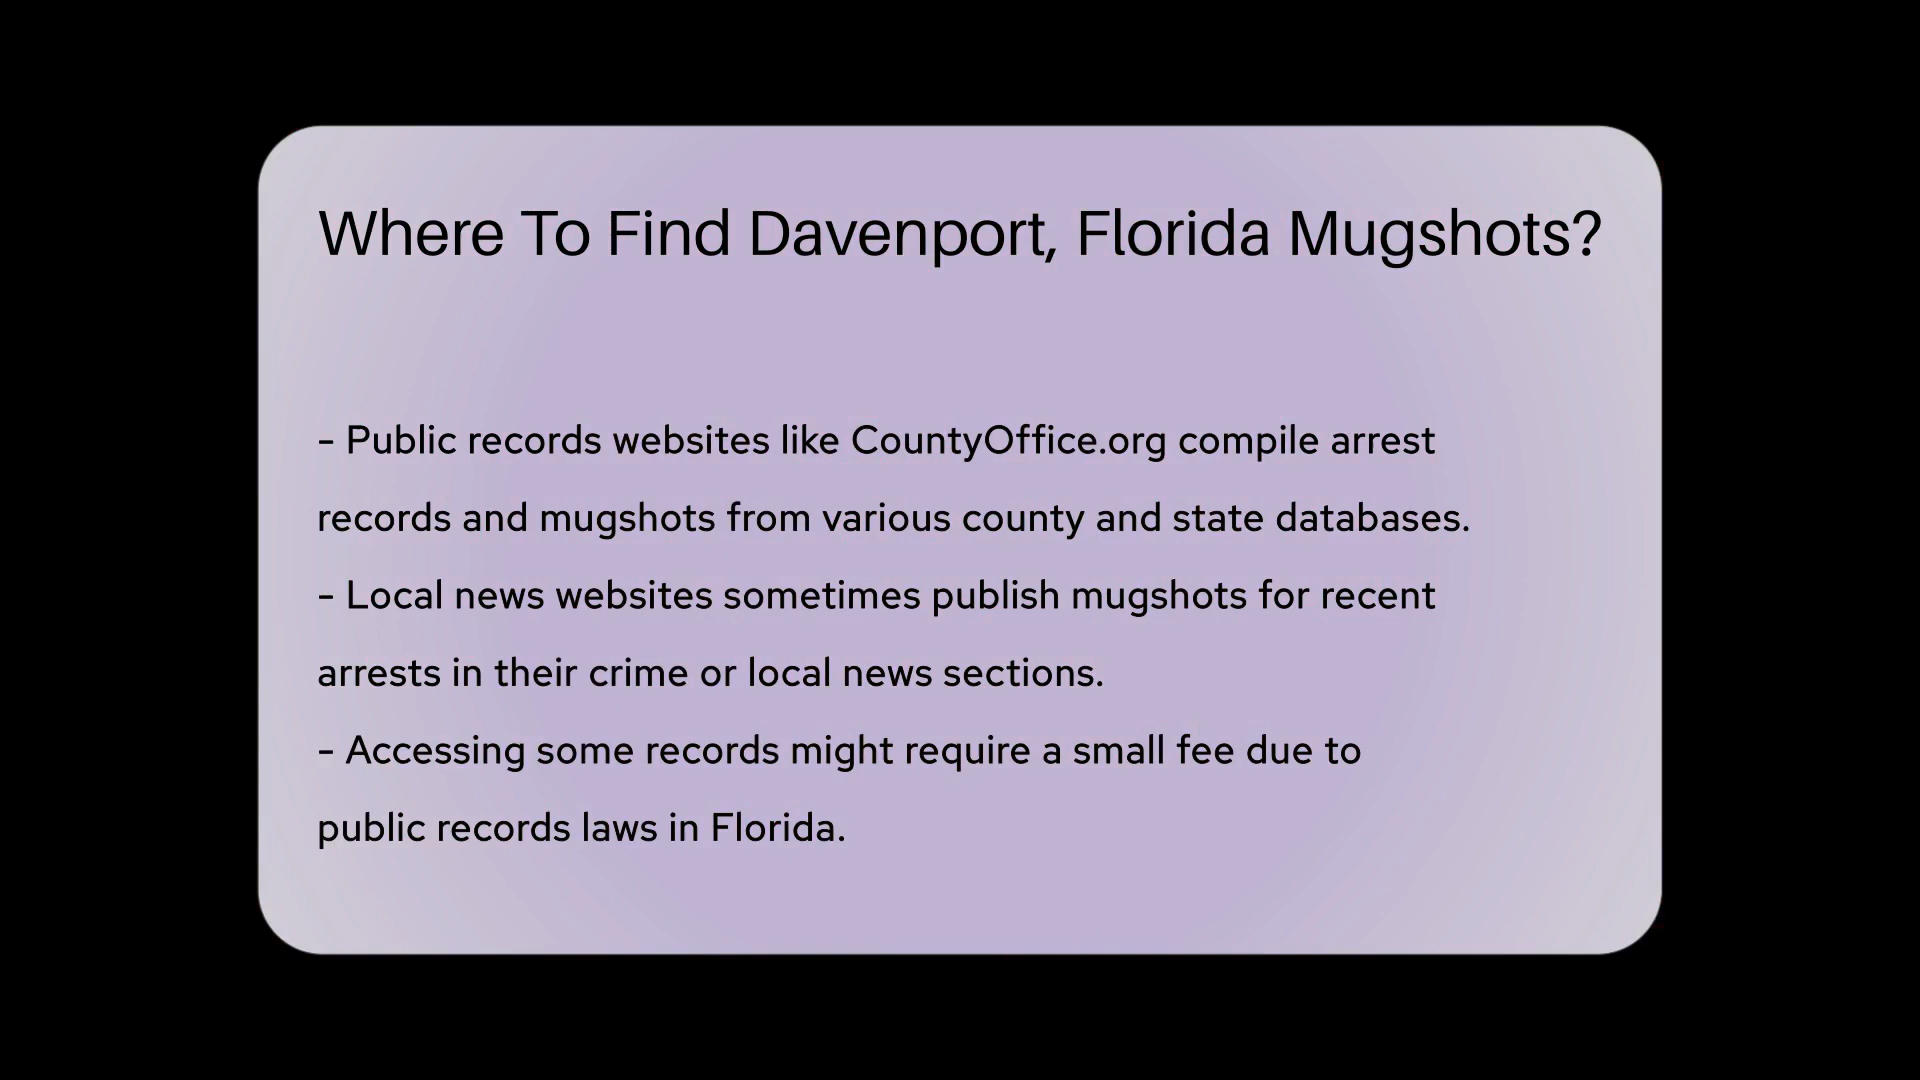 Where To Find Davenport, Florida Mugshots?
- Public records websites like CountyOffice.org compile arrest
records and mugshots from various county and state databases.
- Local news websites sometimes publish mugshots for recent
arrests in their crime or local news sections.
- Accessing some records might require a small fee due to
public records laws in Florida.